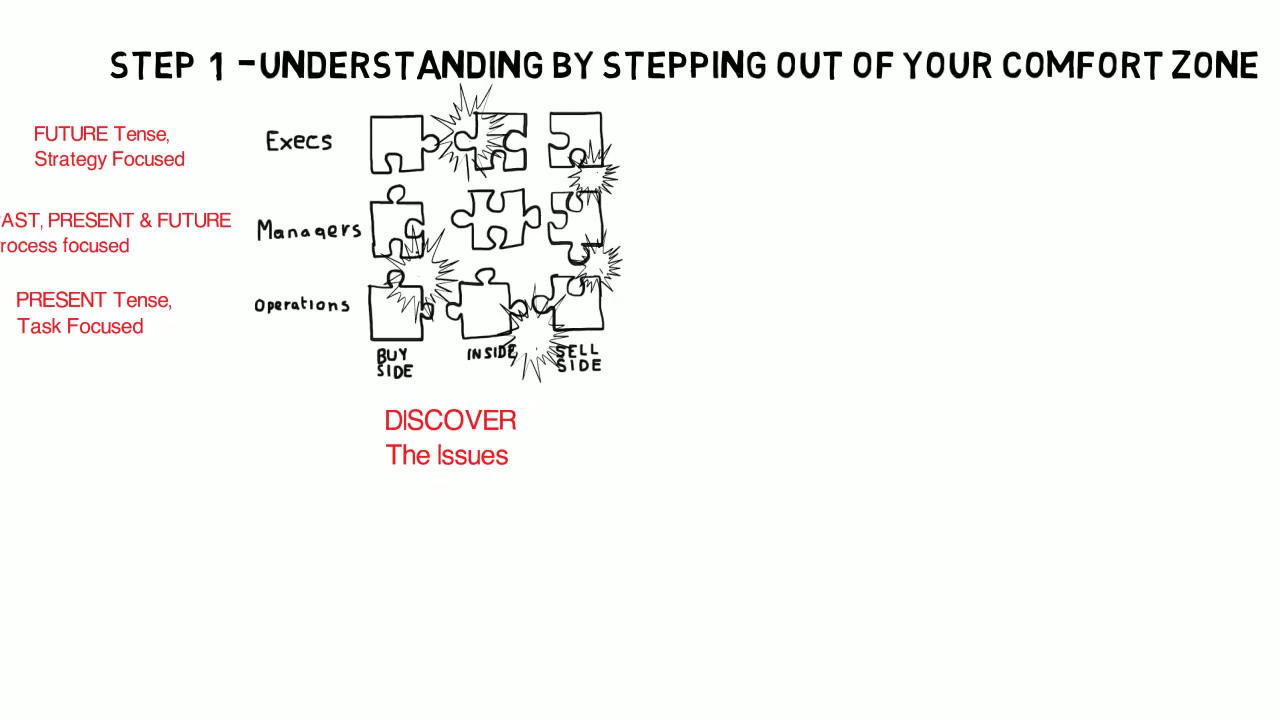 STEP 1 -UNDERSTANDING BY STEPPING OUT OF YOUR COMFORT ZONE
FUTURE Tense,
Strategy Focused
Execs
AST, PRESENT & FUTURE
rocess focused
Managers
PRESENT Tense,
Task Focused
Operations
BUY
SIDE
INSIDE
SELL
SIDE
DISCOVER
The Issues